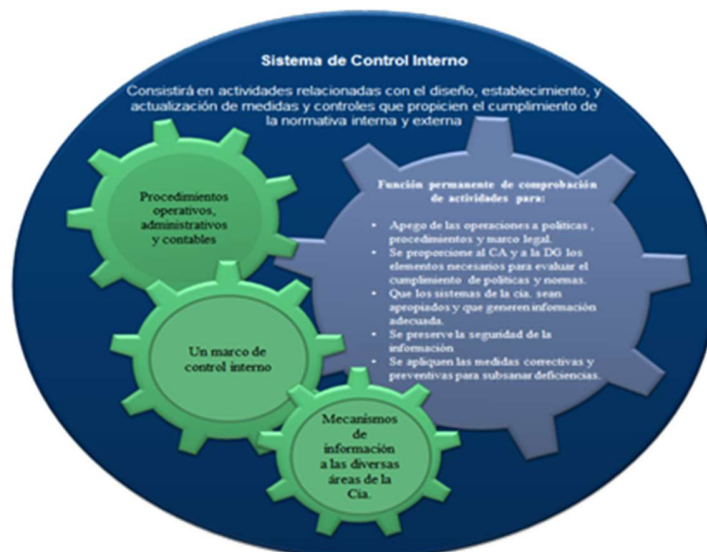 Sistema de Control Interno
Consistirá en actividades relacionadas con el diseño, establecimiento, y
actualización de medidas y controles que propicien el cumplimiento de
la normativa interna y externa
Procedimientos
operativos,
administrativos
y contables
Un marco de
control interno
Mecanismos
de
información
a las diversas
áreas de la
Cia.
Función permanente de comprobación
de actividades para:
• Apego de las operaciones a políticas ,
procedimientos y marco legal.
• Se proporcione al CA y a la DG los
elementos necesarios para evaluar el
cumplimiento de políticas y normas.
• Que los sistemas de la cia. sean
apropiados y que generen información
adecuada.
• Se preserve la seguridad de la
información
• Se apliquen las medidas correctivas y
preventivas para subsanar deficiencias.